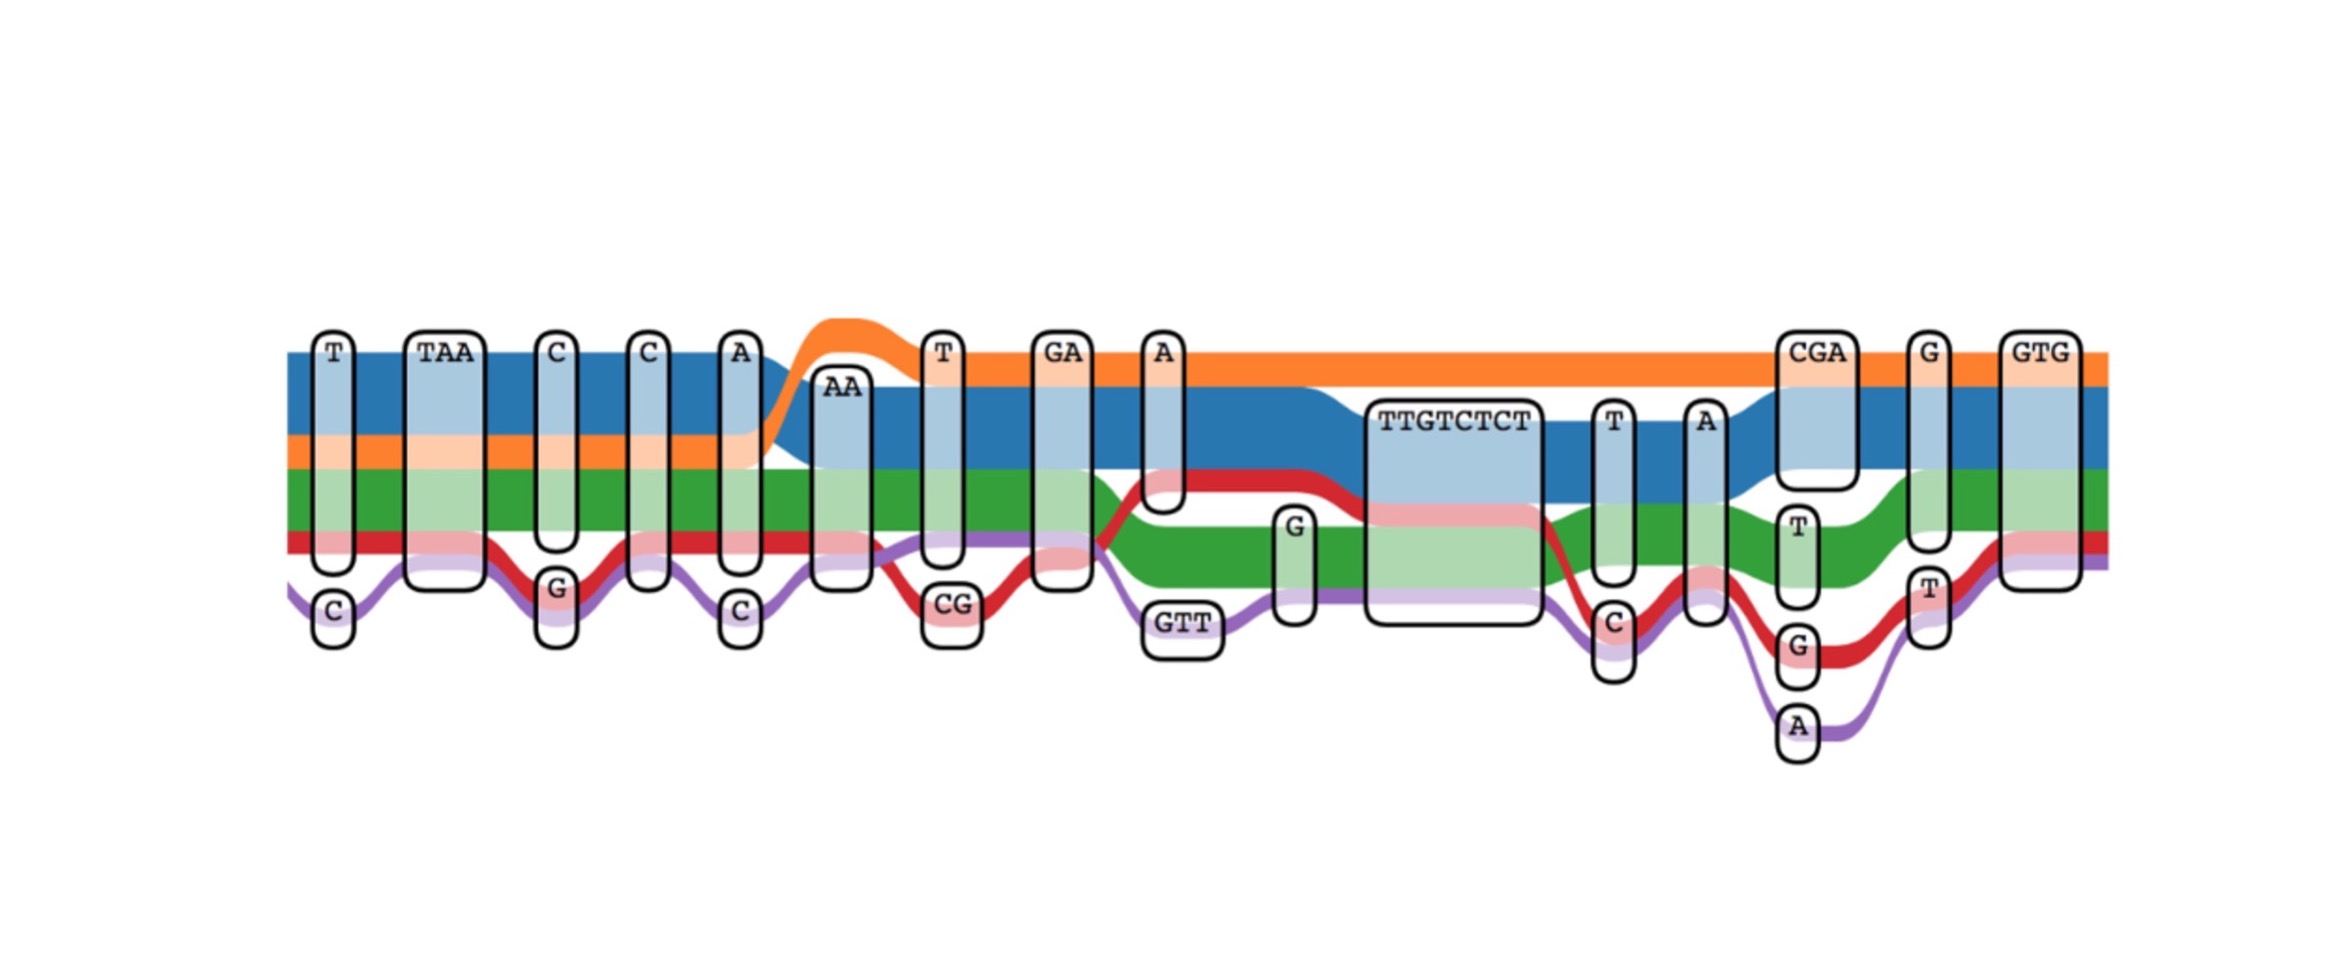 T TAA C C A AA T GA A G TTGTCTCT T A CGA G GTG
C G C CG GTT C T T
G
A